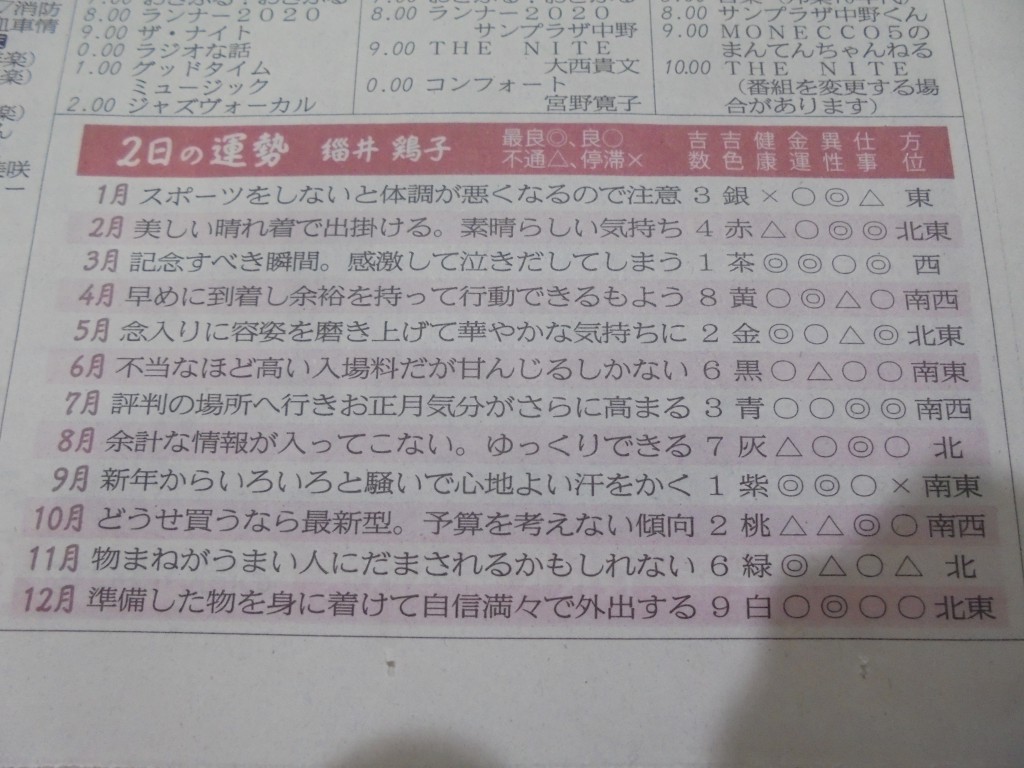 消防
車情
8.00 ランナー2020
9.00 ザ・ナイト
0.00 ラジオな話
1.00 グッドタイム
ミュージック
2.00 ジャズヴォーカル
8.00 ランナー2020
サンプラザ中野
9.00 THE NITE
大西貴文
0.00 コンフォート
宮野寛子
8.00 サンプラザ中野くん
9.00 MONECCO5の
まんてんちゃんねる
10.00 THE NITE
(番組を変更する場
合があります)
2日の運勢 緇井 鶏子 最良◎、良○ 不通△、停滞× 吉数 吉色 健康 金運 異性 仕事 方位
1月 スポーツをしないと体調が悪くなるので注意 3 銀 × ○ ◎ △ 東
2月 美しい晴れ着で出掛ける。素晴らしい気持ち 4 赤 △ ○ ◎ ◎ 北東
3月 記念すべき瞬間。感激して泣きだしてしまう 1 茶 ◎ ◎ ○ ◎ 西
4月 早めに到着し余裕を持って行動できるもよう 8 黄 ○ ◎ △ ○ 南西
5月 念入りに容姿を磨き上げて華やかな気持ちに 2 金 ◎ ○ △ ◎ 北東
6月 不当なほど高い入場料だが甘んじるしかない 6 黒 ○ △ ○ ○ 南東
7月 評判の場所へ行きお正月気分がさらに高まる 3 青 ○ ○ ◎ ◎ 南西
8月 余計な情報が入ってこない。ゆっくりできる 7 灰 △ ○ ◎ ○ 北
9月 新年からいろいろと騒いで心地よい汗をかく 1 紫 ◎ ◎ ○ × 南東
10月 どうせ買うなら最新型。予算を考えない傾向 2 桃 △ △ ◎ ○ 南西
11月 物まねがうまい人にだまされるかもしれない 6 緑 ◎ △ ○ △ 北
12月 準備した物を身に着けて自信満々で外出する 9 白 ○ ◎ ○ ○ 北東